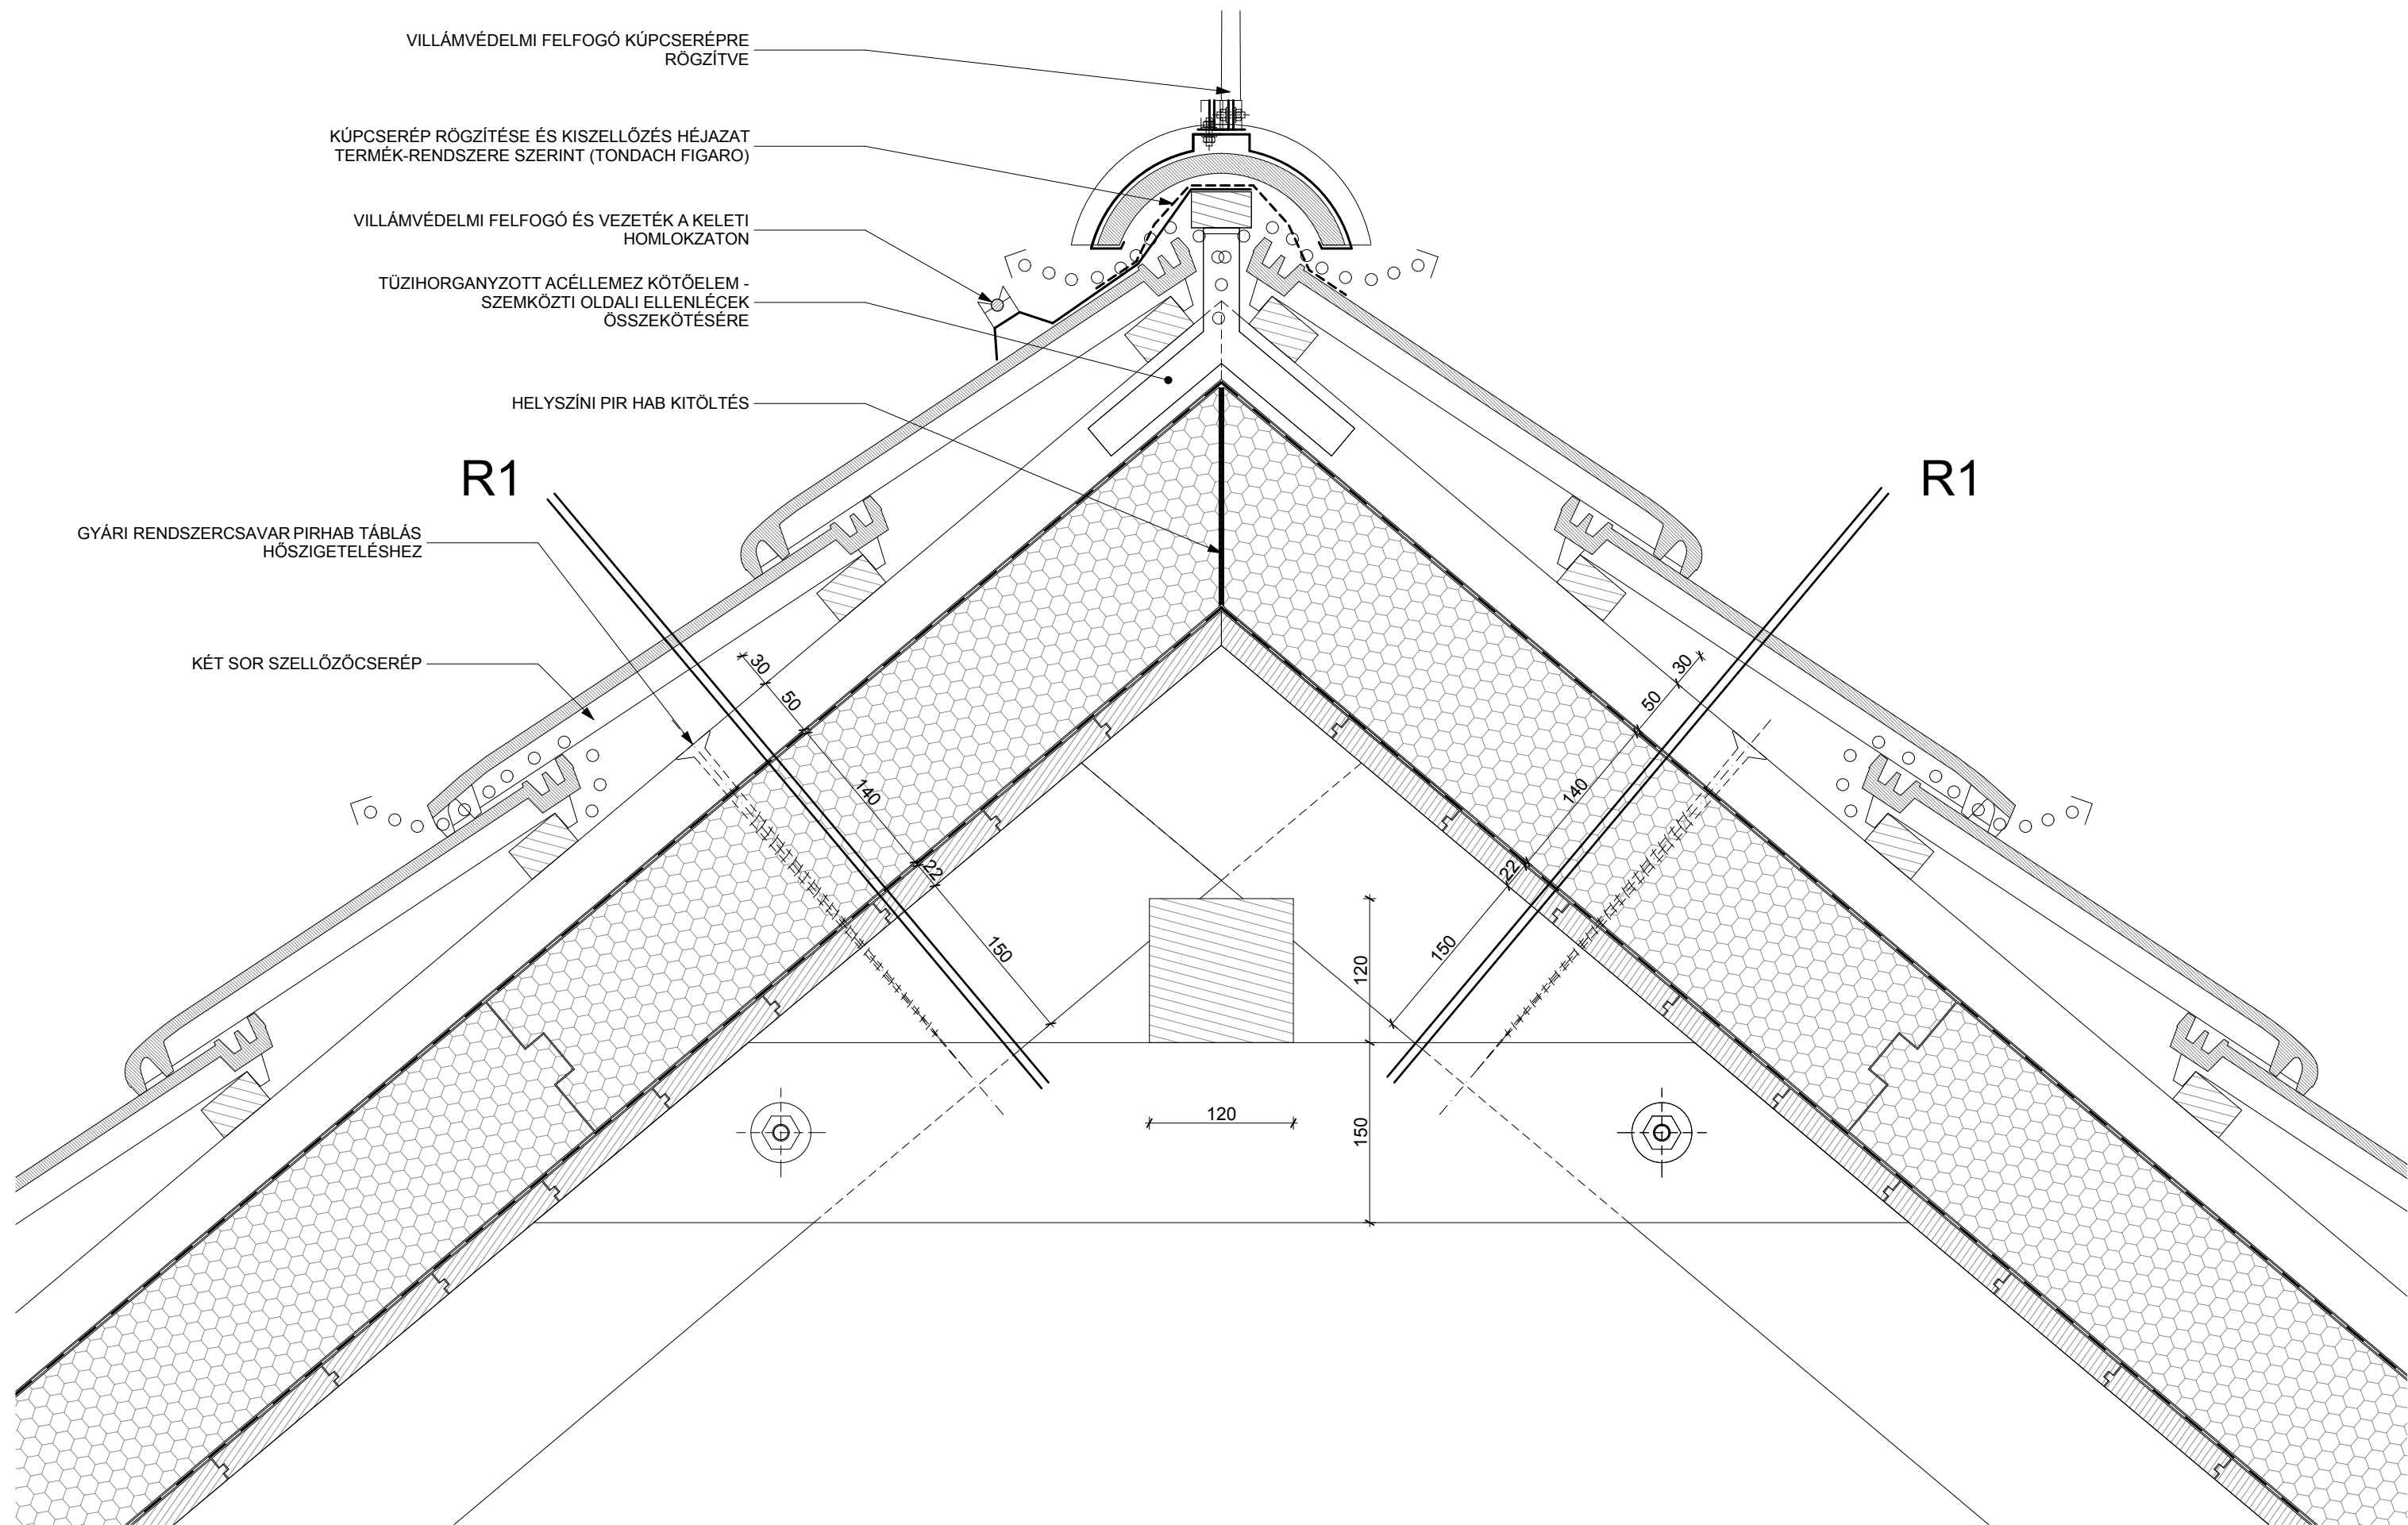 VILLÁMVÉDELMI FELFOGÓ KÚPCSERÉPRE
RÖGZÍTVE
KÚPCSERÉP RÖGZÍTÉSE ÉS KISZELLŐZÉS HÉJAZAT
TERMÉK-RENDSZERE SZERINT (TONDACH FIGARO)
VILLÁMVÉDELMI FELFOGÓ ÉS VEZETÉK A KELETI
HOMLOKZATON
TÜZIHORGANYZOTT ACÉLLEMEZ KÖTŐELEM -
SZEMKÖZTI OLDALI ELLENLÉCEK
ÖSSZEKÖTÉSÉRE
HELYSZÍNI PIR HAB KITÖLTÉS
R1
R1
GYÁRI RENDSZERCSAVAR PIRHAB TÁBLÁS
HŐSZIGETELÉSHEZ
KÉT SOR SZELLŐZŐCSERÉP
30
50
140
22
150
30
50
140
22
150
120
150
120